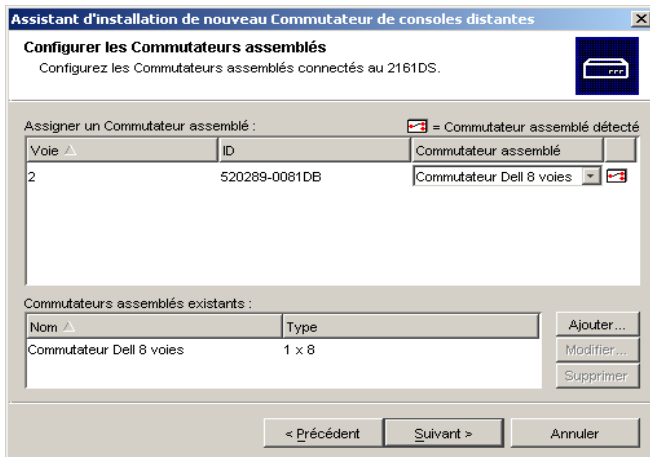 Assistant d'installation de nouveau Commutateur de consoles distantes
Configurer les Commutateurs assemblés
Configurez les Commutateurs assemblés connectés au 2161DS.
Assigner un Commutateur assemblé :
= Commutateur assemblé détecté
Voie ID Commutateur assemblé
2 520289-0081DB Commutateur Dell 8 voies
Commutateurs assemblés existants :
Nom Type
Commutateur Dell 8 voies 1 x 8
Ajouter...
Modifier...
Supprimer
< Précédent Suivant > Annuler